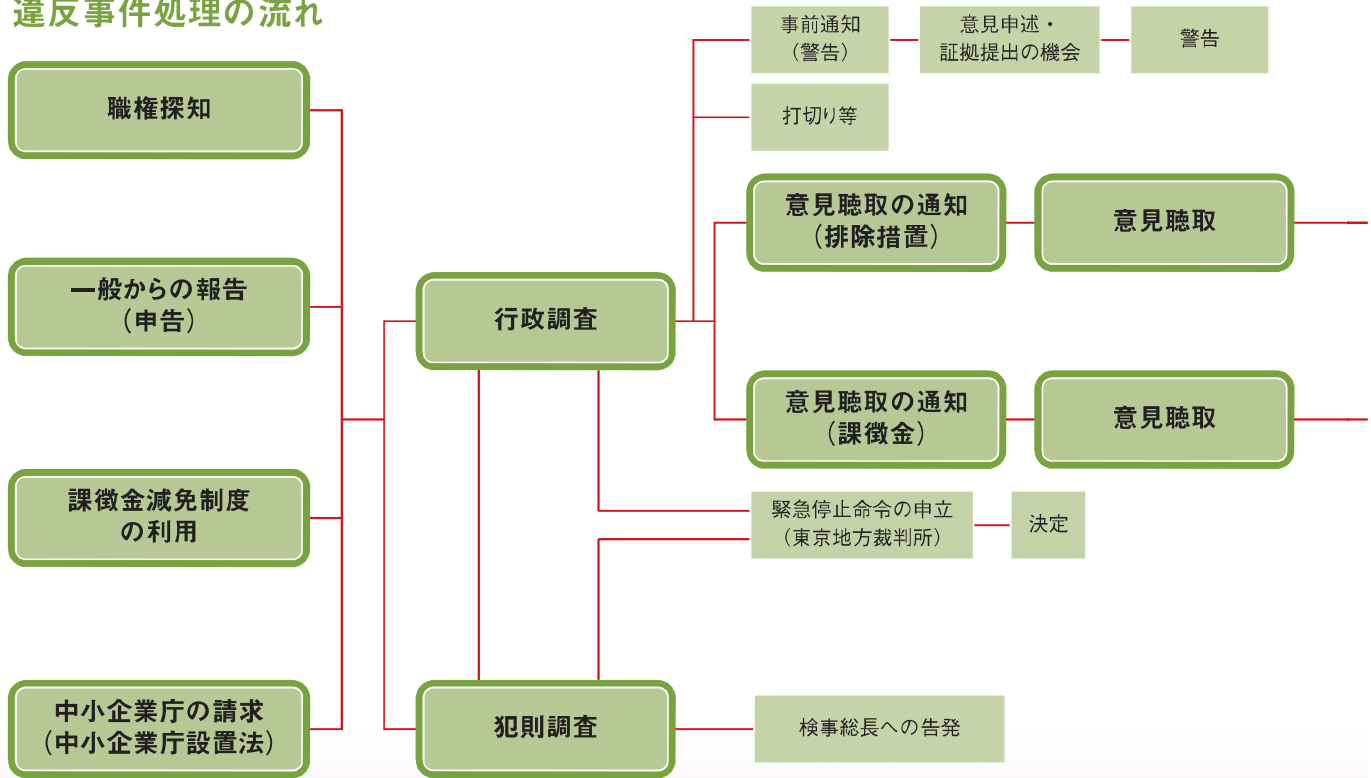 違反事件処理の流れ
職権探知
一般からの報告
(申告)
課徴金減免制度
の利用
中小企業庁の請求
(中小企業庁設置法)
行政調査
犯則調査
事前通知
(警告)
意見申述・
証拠提出の機会
警告
打切り等
意見聴取の通知
(排除措置)
意見聴取
意見聴取の通知
(課徴金)
意見聴取
緊急停止命令の申立
(東京地方裁判所)
決定
検事総長への告発